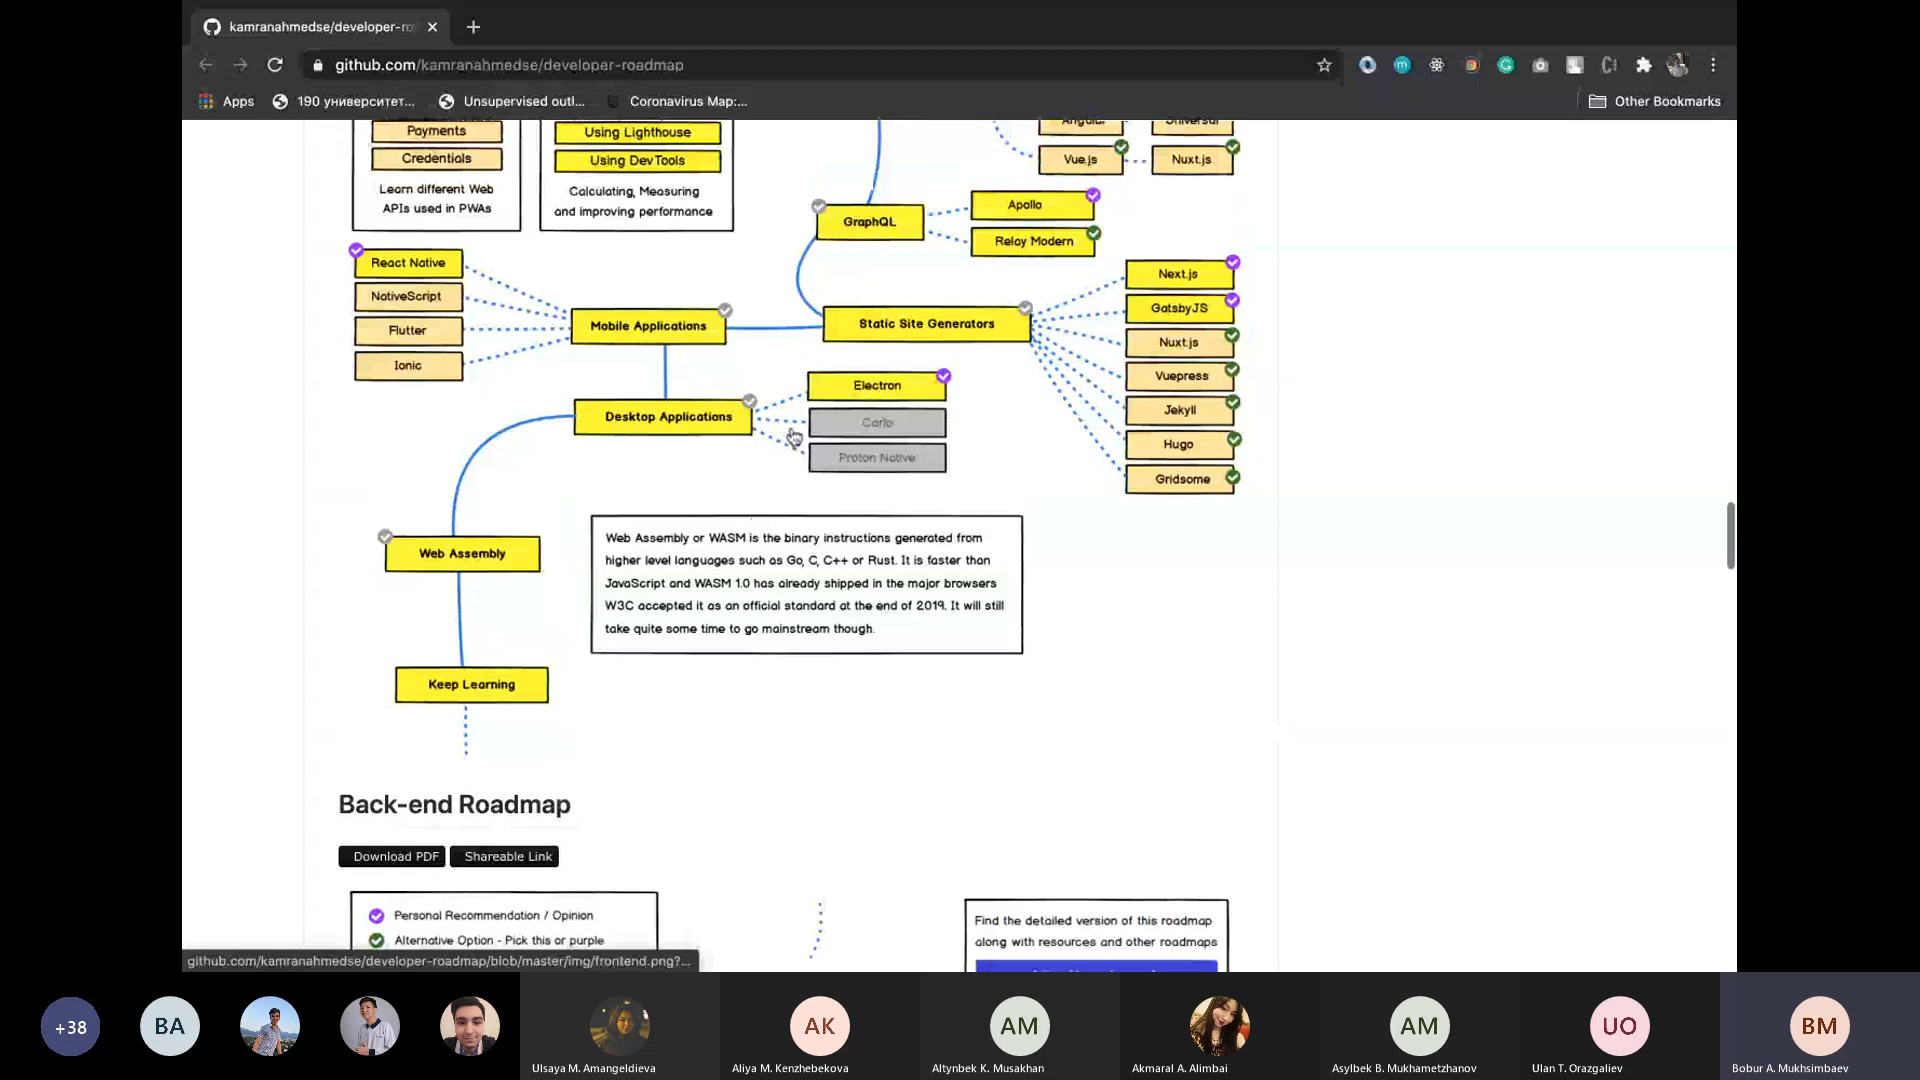 kamranahmedse/developer-ro
github.com/kamranahmedse/developer-roadmap
Apps
190 университет...
Unsupervised outl...
Coronavirus Map:...
Other Bookmarks
Payments
Credentials
Learn different Web
APIs used in PWAs
Using Lighthouse
Using DevTools
Calculating, Measuring
and improving performance
Angular
Universal
Vue.js
Nuxt.js
GraphQL
Apollo
Relay Modern
React Native
NativeScript
Flutter
Ionic
Mobile Applications
Static Site Generators
Next.js
GatsbyJS
Nuxt.js
Vuepress
Jekyll
Hugo
Gridsome
Desktop Applications
Electron
Carlo
Proton Native
Web Assembly
Web Assembly or WASM is the binary instructions generated from
higher level languages such as Go, C, C++ or Rust. It is faster than
JavaScript and WASM 1.0 has already shipped in the major browsers
W3C accepted it as an official standard at the end of 2019. It will still
take quite some time to go mainstream though.
Keep Learning
Back-end Roadmap
Download PDF
Shareable Link
Personal Recommendation / Opinion
Alternative Option - Pick this or purple
Find the detailed version of this roadmap
along with resources and other roadmaps
github.com/kamranahmedse/developer-roadmap/blob/master/img/frontend.png?...
+38
BA
Ulsaya M. Amangeldieva
AK
Aliya M. Kenzhebekova
AM
Altynbek K. Musakhan
Akmaral A. Alimbai
AM
Asylbek B. Mukhametzhanov
UO
Ulan T. Orazgaliev
BM
Bobur A. Mukhsimbaev